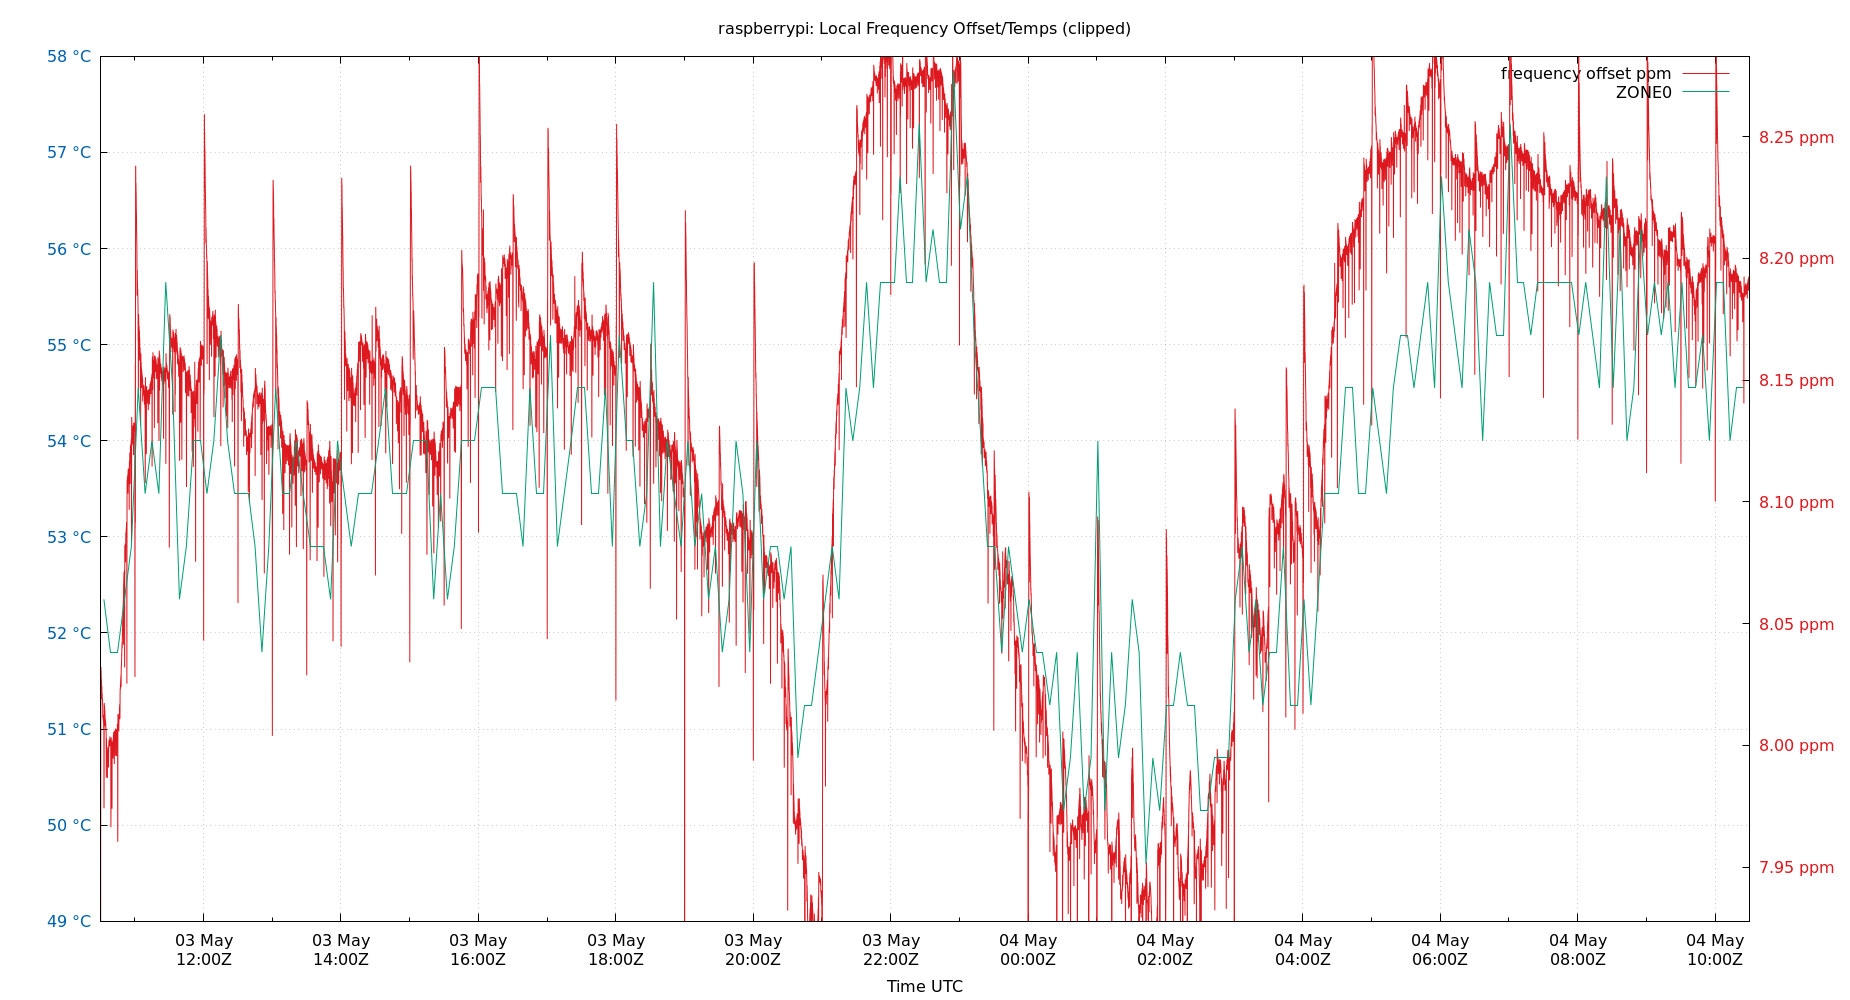 raspberrypi: Local Frequency Offset/Temps (clipped)
58 °C
57 °C
56 °C
55 °C
54 °C
53 °C
52 °C
51 °C
50 °C
49 °C
frequency offset ppm
ZONE0
8.25 ppm
8.20 ppm
8.15 ppm
8.10 ppm
8.05 ppm
8.00 ppm
7.95 ppm
03 May 03 May 03 May 03 May 03 May 03 May 04 May 04 May 04 May 04 May 04 May 04 May
12:00Z 14:00Z 16:00Z 18:00Z 20:00Z 22:00Z 00:00Z 02:00Z 04:00Z 06:00Z 08:00Z 10:00Z
Time UTC